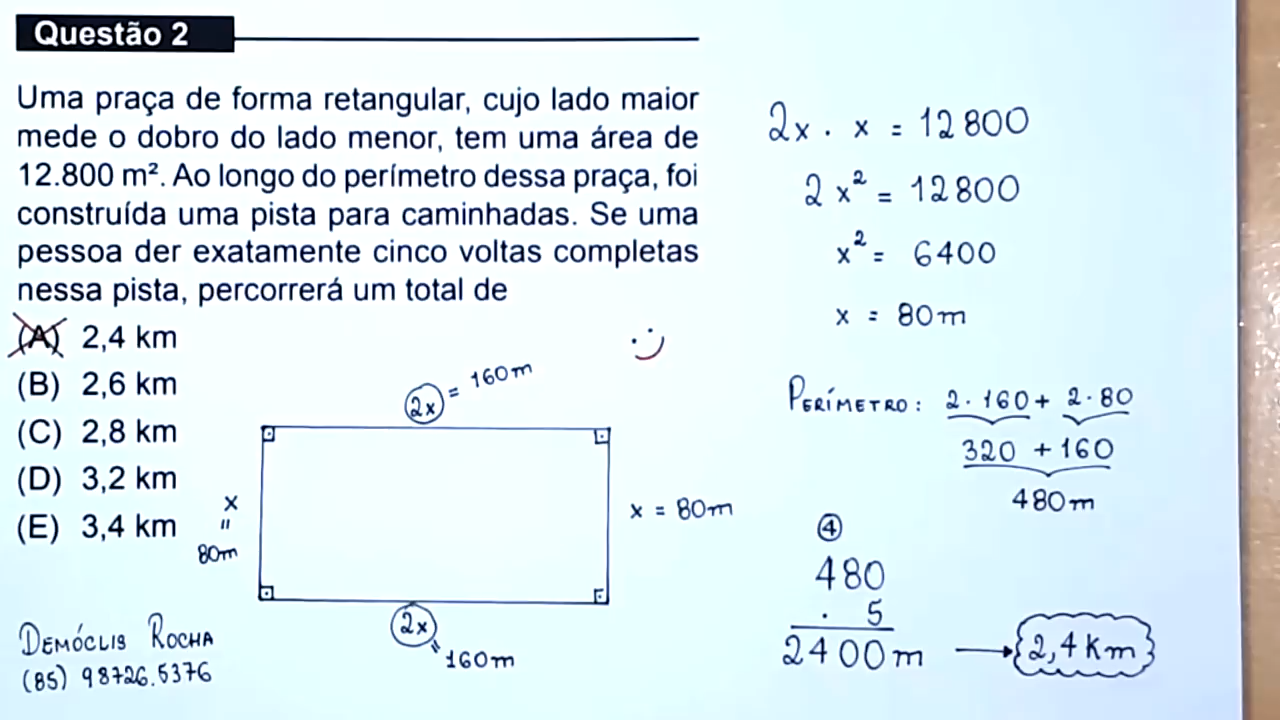 Questão 2
Uma praça de forma retangular, cujo lado maior
mede o dobro do lado menor, tem uma área de
12.800 m². Ao longo do perímetro dessa praça, foi
construída uma pista para caminhadas. Se uma
pessoa der exatamente cinco voltas completas
nessa pista, percorrerá um total de
(A) 2,4 km
(B) 2,6 km
(C) 2,8 km
(D) 3,2 km
(E) 3,4 km
2x = 160m
x = 80m
x = 80m
2x = 160m
DEMÓCLIS ROCHA
(85) 98726.5376
2x . x = 12800
2x² = 12800
x² = 6400
x = 80m
PERÍMETRO: 2.160 + 2.80
320 + 160
480m
4
480
. 5
2400m → 2,4 km